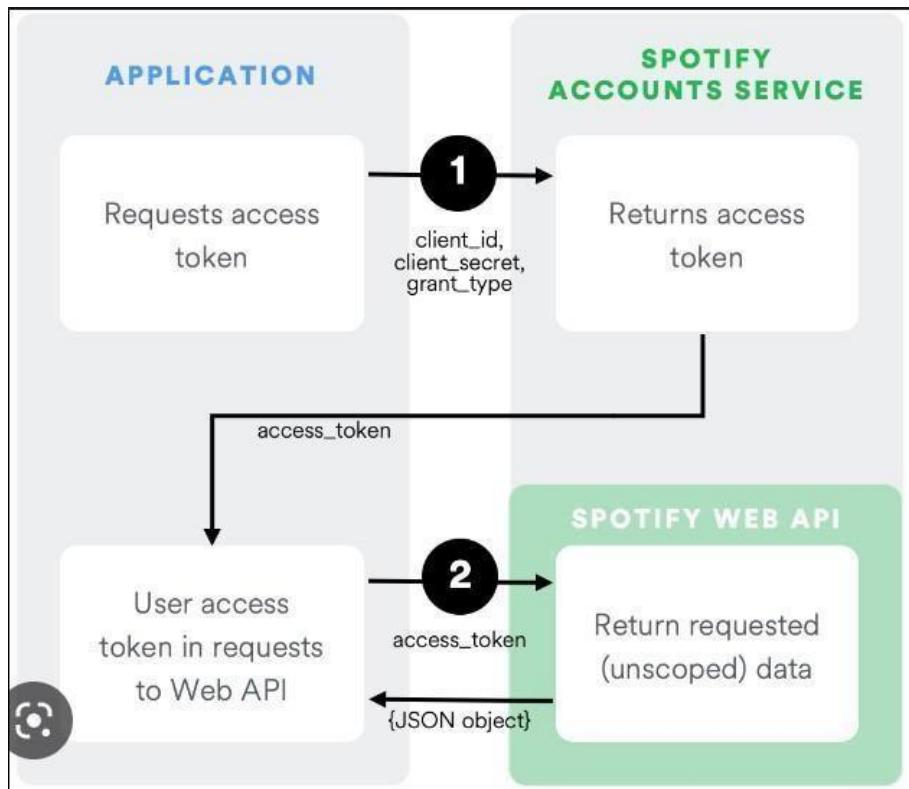 APPLICATION
SPOTIFY
ACCOUNTS SERVICE
Requests access
token
1
client_id,
client_secret,
grant_type
Returns access
token
access_token
SPOTIFY WEB API
User access
token in requests
to Web API
2
access_token
{JSON object}
Return requested
(unscoped) data